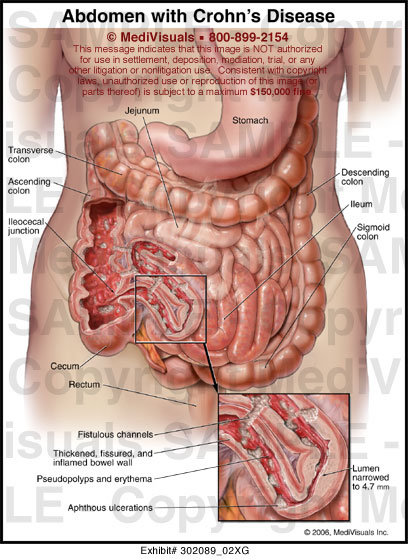 Abdomen with Crohn's Disease
© MediVisuals • 800-899-2154
This message indicates that this image is NOT authorized
for use in settlement, deposition, mediation, trial, or any
other litigation or nonlitigation use. Consistent with copyright
laws, unauthorized use or reproduction of this image (or
parts thereof) is subject to a maximum $150,000 fine.
Jejunum
Stomach
Transverse
colon
Ascending
colon
Ileocecal
junction
Descending
colon
Ileum
Sigmoid
colon
Cecum
Rectum
Fistulous channels
Thickened, fissured, and
inflamed bowel wall
Pseudopolyps and erythema
Aphthous ulcerations
Lumen
narrowed
to 4.7 mm
© 2006, MediVisuals Inc.
Exhibit# 302089_02XG